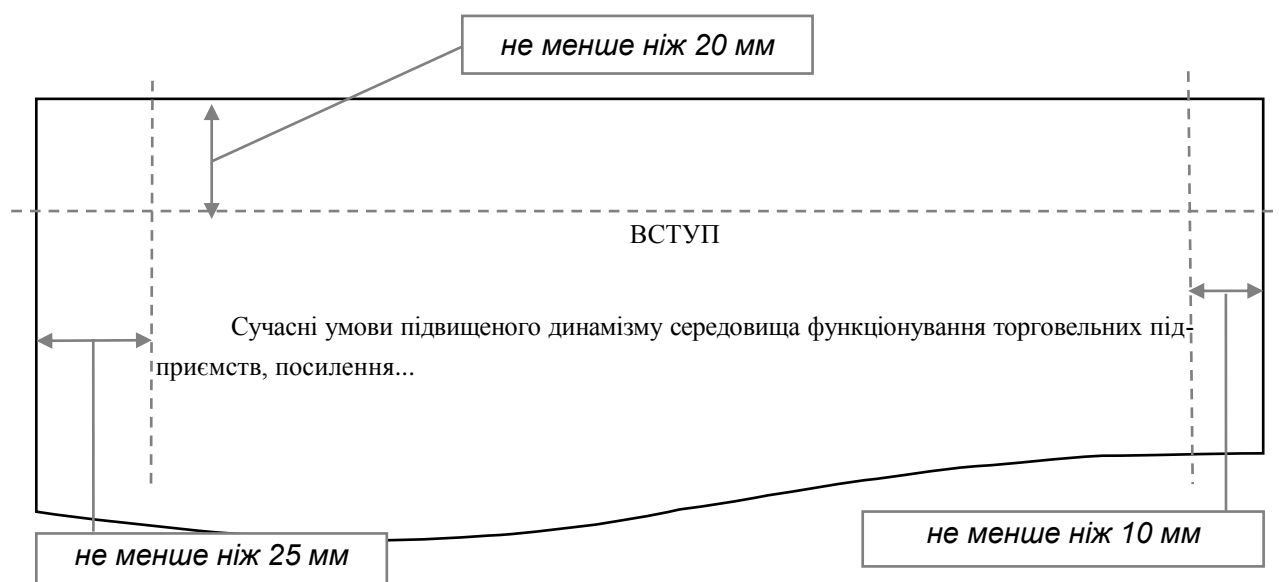 не менше ніж 20 мм
ВСТУП
Сучасні умови підвищеного динамізму середовища функціонування торговельних під-
приємств, посилення...
не менше ніж 25 мм
не менше ніж 10 мм